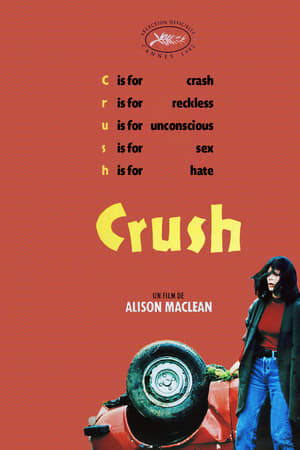 SELECTION OFFICIELLE
CANNES 1992
C is for crash
r is for reckless
u is for unconscious
s is for sex
h is for hate
Crush
UN FILM DE
ALISON MACLEAN